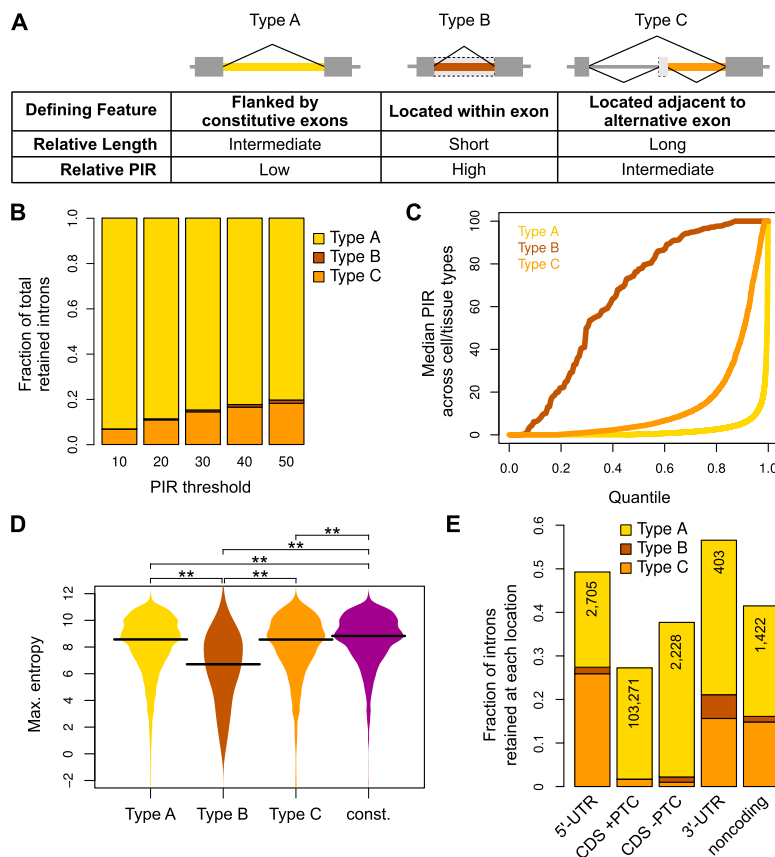 A
Type A Type B Type C
Defining Feature Flanked by constitutive exons Located within exon Located adjacent to alternative exon
Relative Length Intermediate Short Long
Relative PIR Low High Intermediate
B
Fraction of total
retained introns
0.0 0.2 0.4 0.6 0.8 1.0
10 20 30 40 50
PIR threshold
Type A
Type B
Type C
C
Median PIR
across cell/tissue types
0 20 40 60 80 100
Type A
Type B
Type C
0.0 0.2 0.4 0.6 0.8 1.0
Quantile
D
** 
**
**
** **
Max. entropy
−2 0 2 4 6 8 10 12
Type A Type B Type C const.
E
Fraction of introns
retained at each location
0.0 0.1 0.2 0.3 0.4 0.5 0.6
Type A
Type B
Type C
2,705 103,271 2,228 403 1,422
5'-UTR CDS +PTC CDS -PTC 3'-UTR noncoding